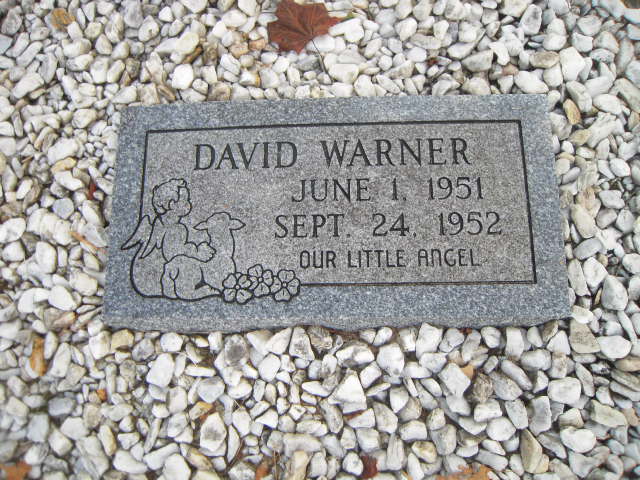 DAVID WARNER
JUNE 1, 1951
SEPT. 24, 1952
OUR LITTLE ANGEL